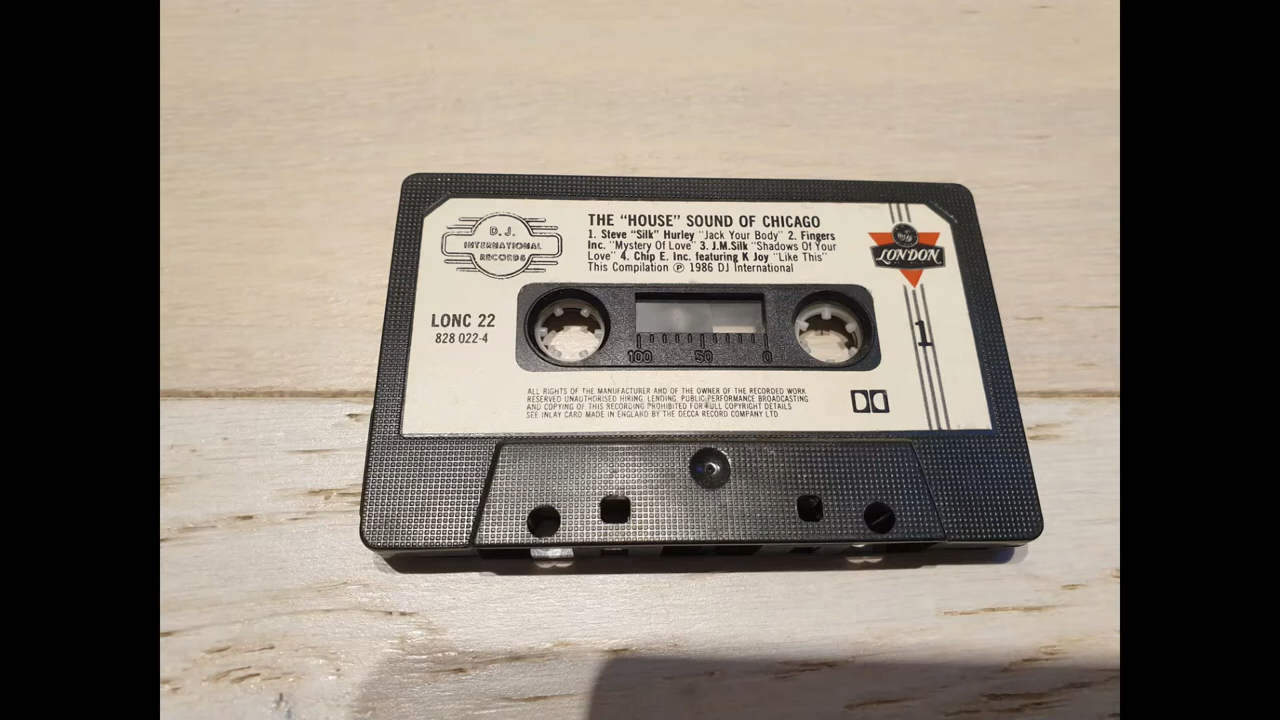 THE “HOUSE” SOUND OF CHICAGO
1. Steve “Silk” Hurley “Jack Your Body” 2. Fingers
Inc. “Mystery Of Love” 3. J.M.Silk “Shadows Of Your
Love” 4. Chip E. Inc. featuring K Joy “Like This”
This Compilation ℗ 1986 DJ International
D. J.
INTERNATIONAL
RECORDS
LONDON
LONC 22
828 022-4
1
100 50 0
ALL RIGHTS OF THE MANUFACTURER AND OF THE OWNER OF THE RECORDED WORK
RESERVED UNAUTHORISED HIRING, LENDING, PUBLIC PERFORMANCE BROADCASTING
AND COPYING OF THIS RECORDING PROHIBITED FOR FULL COPYRIGHT DETAILS
SEE INLAY CARD MADE IN ENGLAND BY THE DECCA RECORD COMPANY LTD